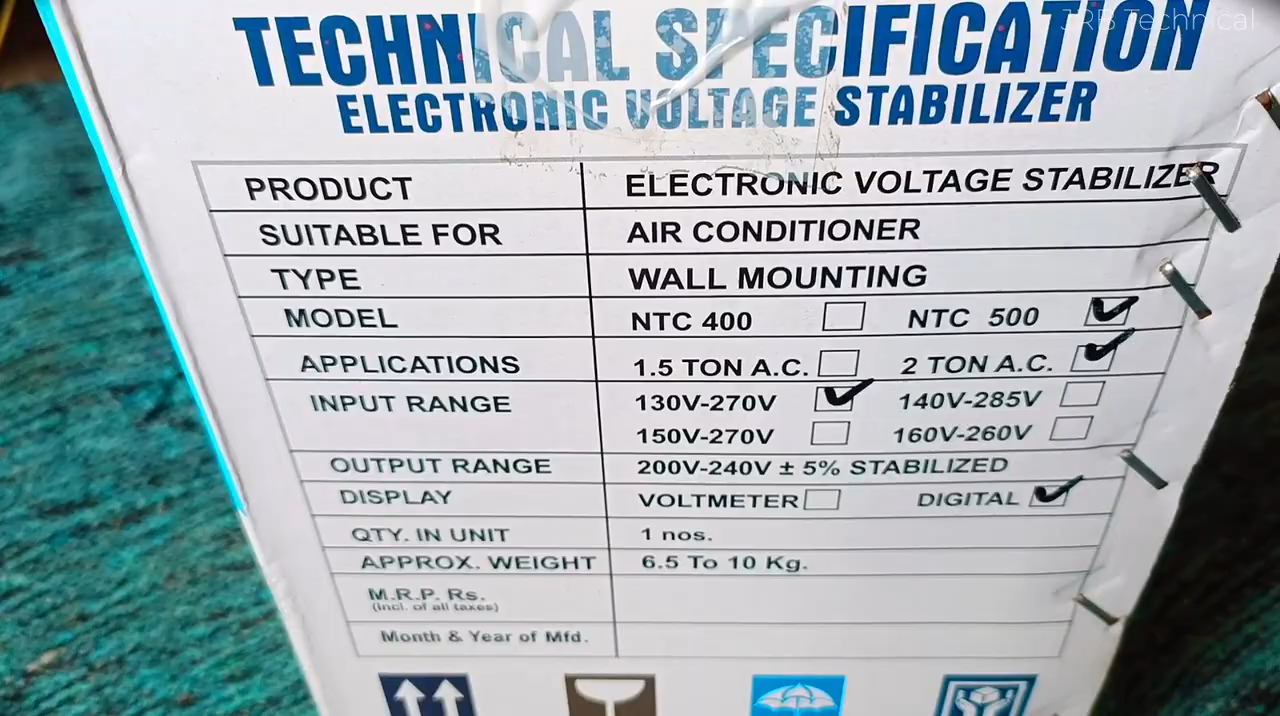 JRB Technical
TECHNICAL SPECIFICATION
ELECTRONIC VOLTAGE STABILIZER
PRODUCT ELECTRONIC VOLTAGE STABILIZER
SUITABLE FOR AIR CONDITIONER
TYPE WALL MOUNTING
MODEL NTC 400 NTC 500
APPLICATIONS 1.5 TON A.C. 2 TON A.C.
INPUT RANGE 130V-270V 140V-285V
150V-270V 160V-260V
OUTPUT RANGE 200V-240V ± 5% STABILIZED
DISPLAY VOLTMETER DIGITAL
QTY. IN UNIT 1 nos.
APPROX. WEIGHT 6.5 To 10 Kg.
M.R.P. Rs.
(Incl. of all taxes)
Month & Year of Mfd.